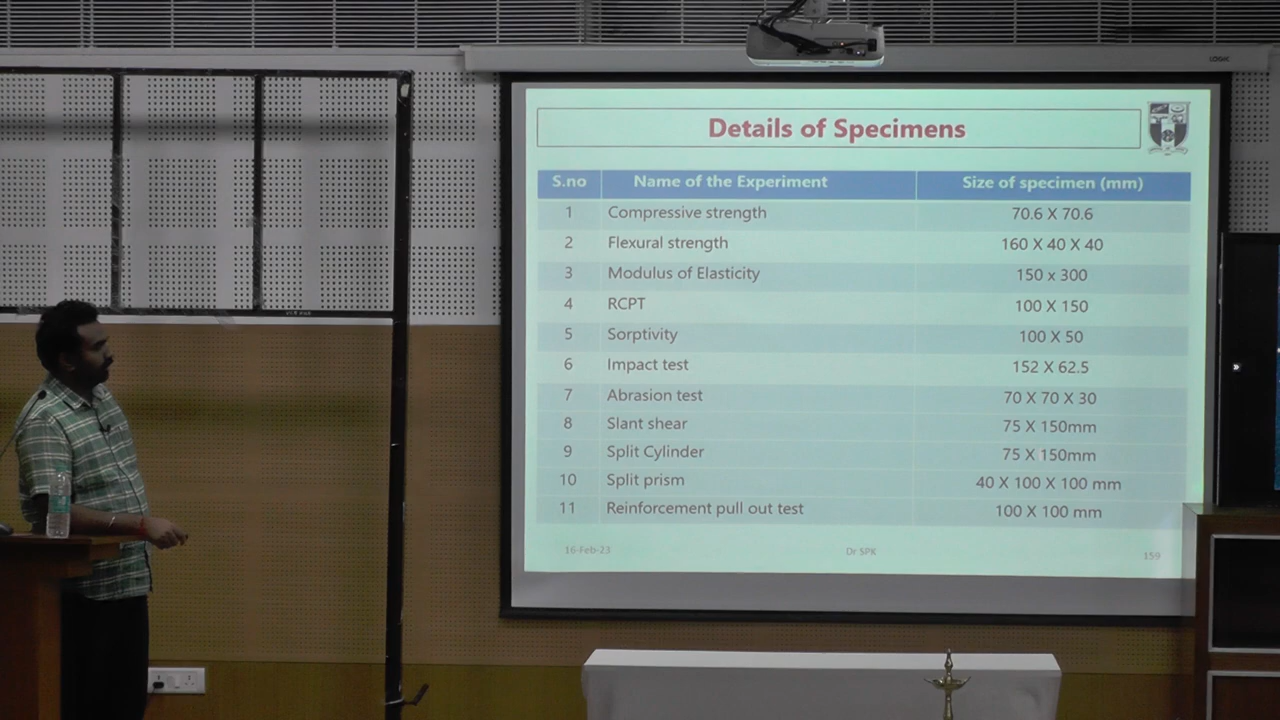 LOGIC
Details of Specimens
S.no Name of the Experiment Size of specimen (mm)
1 Compressive strength 70.6 X 70.6
2 Flexural strength 160 X 40 X 40
3 Modulus of Elasticity 150 x 300
4 RCPT 100 X 150
5 Sorptivity 100 X 50
6 Impact test 152 X 62.5
7 Abrasion test 70 X 70 X 30
8 Slant shear 75 X 150mm
9 Split Cylinder 75 X 150mm
10 Split prism 40 X 100 X 100 mm
11 Reinforcement pull out test 100 X 100 mm
16-Feb-23 Dr SPK 159